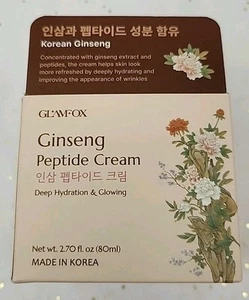 인삼과 펩타이드 성분 함유
Korean Ginseng
Concentrated with ginseng extract and
peptides, the cream helps skin look
more refreshed by deeply hydrating and
improving the appearance of wrinkles
GLAMFOX
Ginseng
Peptide Cream
인삼 펩타이드 크림
Deep Hydration & Glowing
Net wt. 2.70 fl. oz (80ml)
MADE IN KOREA